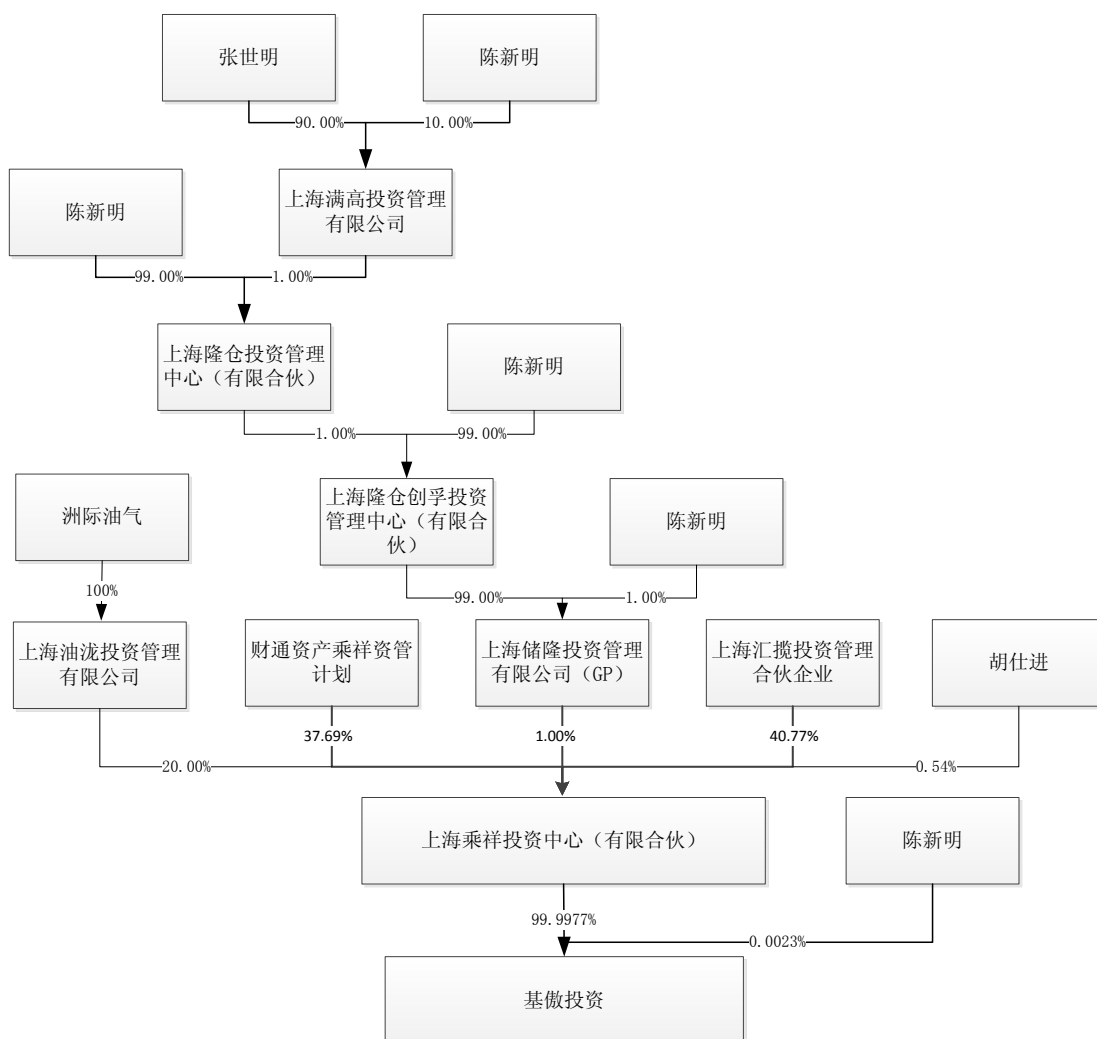 张世明
陈新明
90.00%
10.00%
陈新明
上海满高投资管理
有限公司
99.00%
1.00%
上海隆仓投资管理
中心（有限合伙）
陈新明
1.00%
99.00%
洲际油气
上海隆仓创孚投资
管理中心（有限合
伙）
陈新明
100%
99.00%
1.00%
上海油泷投资管理
有限公司
财通资产乘祥资管
计划
上海储隆投资管理
有限公司（GP）
上海汇揽投资管理
合伙企业
胡仕进
37.69%
1.00%
40.77%
20.00%
0.54%
上海乘祥投资中心（有限合伙）
陈新明
99.9977%
0.0023%
基傲投资